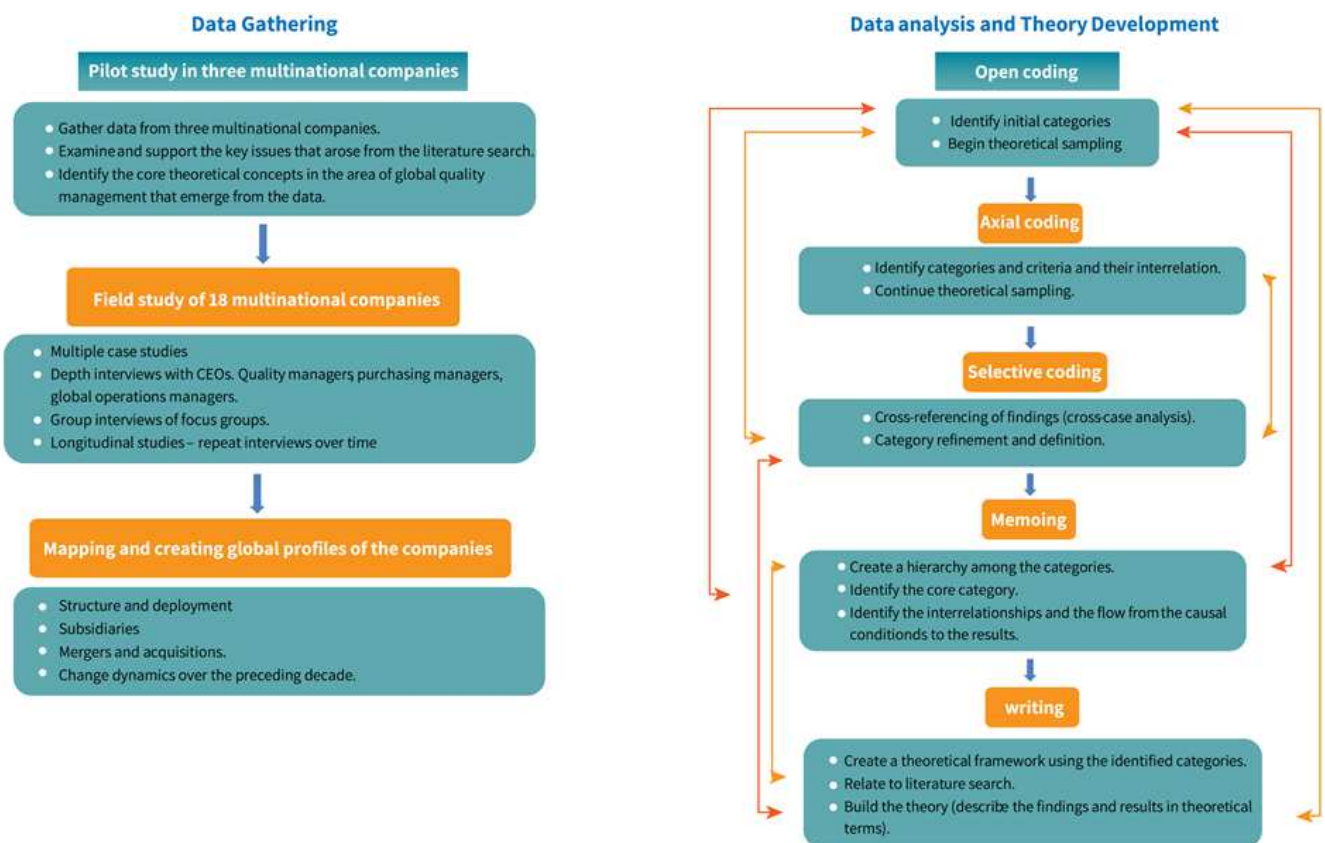 Data Gathering
Pilot study in three multinational companies
Gather data from three multinational companies.
Examine and support the key issues that arose from the literature search.
Identify the core theoretical concepts in the area of global quality
management that emerge from the data.
Field study of 18 multinational companies
Multiple case studies
Depth interviews with CEOs. Quality managers, purchasing managers,
global operations managers.
Group interviews of focus groups.
Longitudinal studies – repeat interviews over time
Mapping and creating global profiles of the companies
Structure and deployment
Subsidiaries
Mergers and acquisitions.
Change dynamics over the preceding decade.
Data analysis and Theory Development
Open coding
Identify initial categories
Begin theoretical sampling
Axial coding
Identify categories and criteria and their interrelation.
Continue theoretical sampling.
Selective coding
Cross-referencing of findings (cross-case analysis).
Category refinement and definition.
Memoing
Create a hierarchy among the categories.
Identify the core category.
Identify the interrelationships and the flow from the causal
conditionds to the results.
writing
Create a theoretical framework using the identified categories.
Relate to literature search.
Build the theory (describe the findings and results in theoretical
terms).